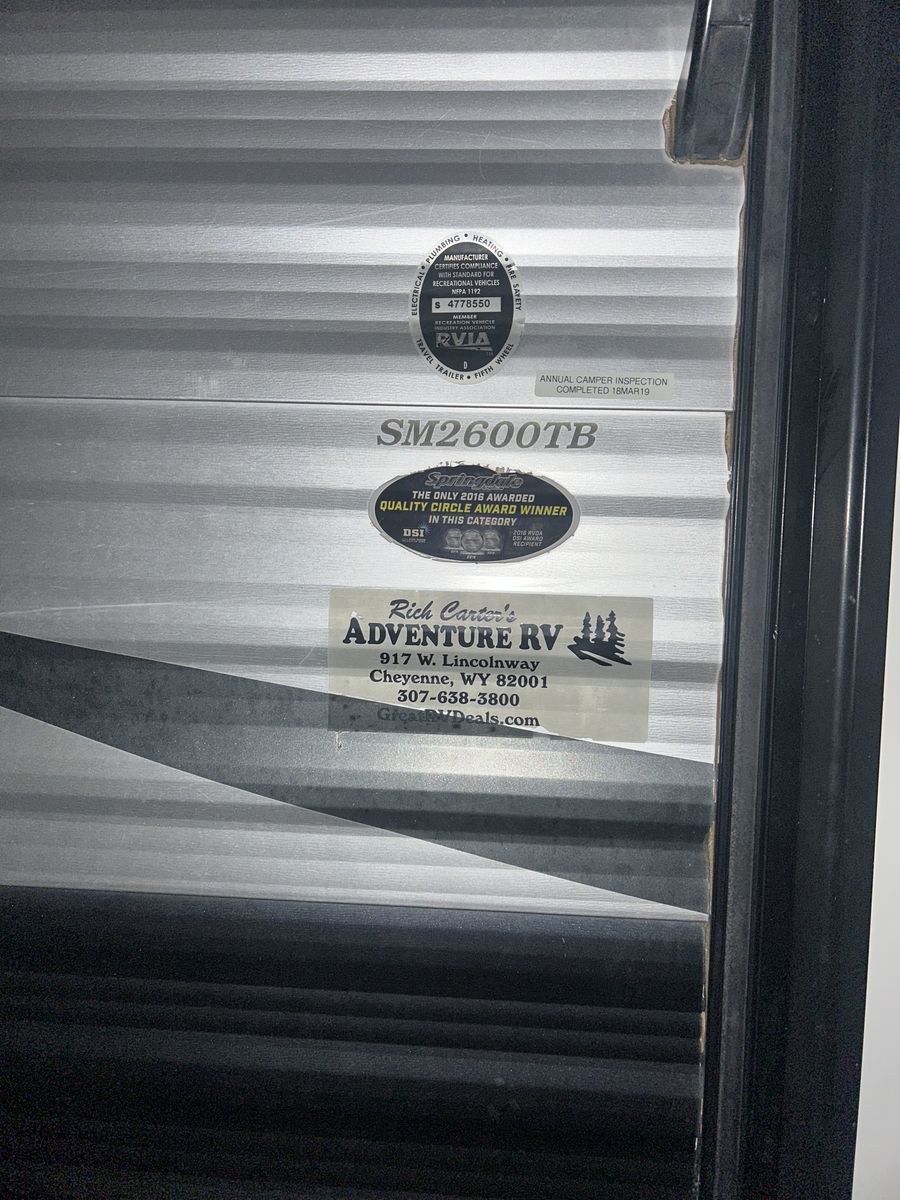 ELECTRICAL • PLUMBING • HEATING • FIRE SAFETY
MANUFACTURER
CERTIFIES COMPLIANCE
WITH STANDARD FOR
RECREATIONAL VEHICLES
NFPA 1192
S 4778550
MEMBER
RECREATION VEHICLE
INDUSTRY ASSOCIATION
RVIA
D
TRAVEL TRAILER • FIFTH WHEEL
ANNUAL CAMPER INSPECTION
COMPLETED 18MAR19
SM2600TB
Springdale
THE ONLY 2016 AWARDED
QUALITY CIRCLE AWARD WINNER
IN THIS CATEGORY
DSI
2016 RVDA
DSI AWARD
RECIPIENT
Rich Carter's
ADVENTURE RV
917 W. Lincolnway
Cheyenne, WY 82001
307-638-3800
GreatRVDeals.com